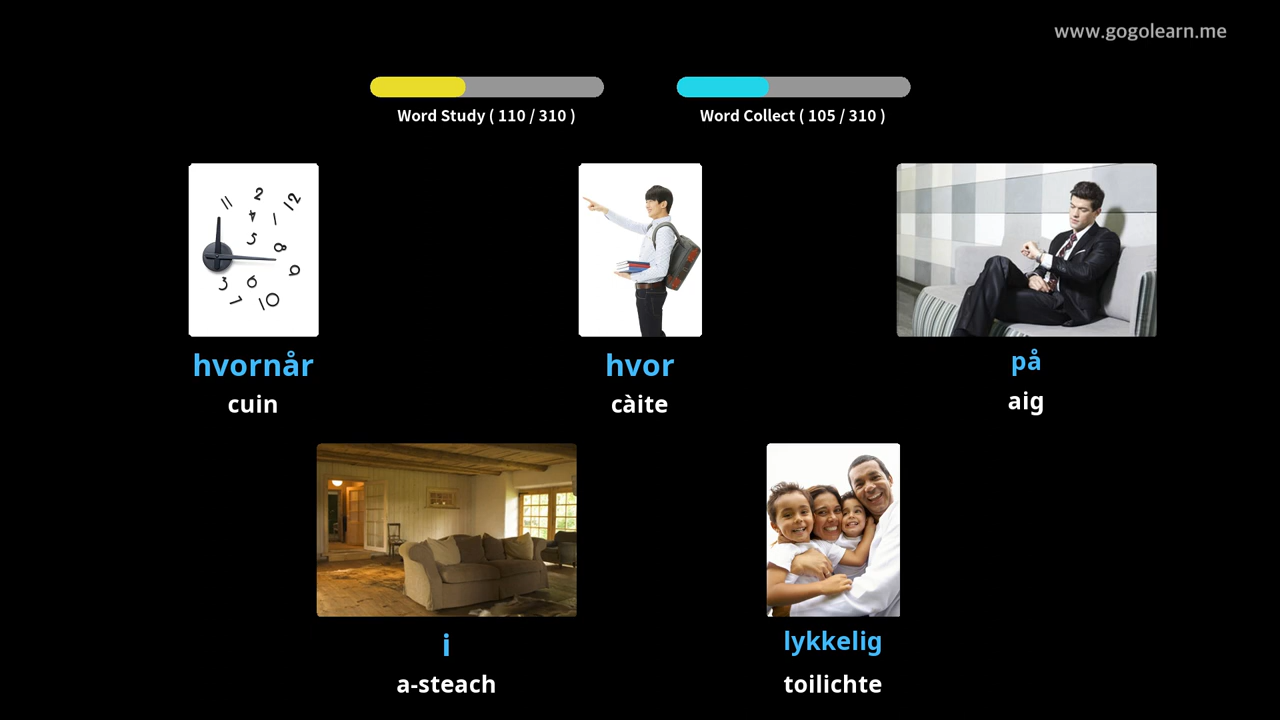 www.gogolearn.me
Word Study ( 110 / 310 )
Word Collect ( 105 / 310 )
hvornår
cuin
hvor
càite
på
aig
i
a-steach
lykkelig
toilichte